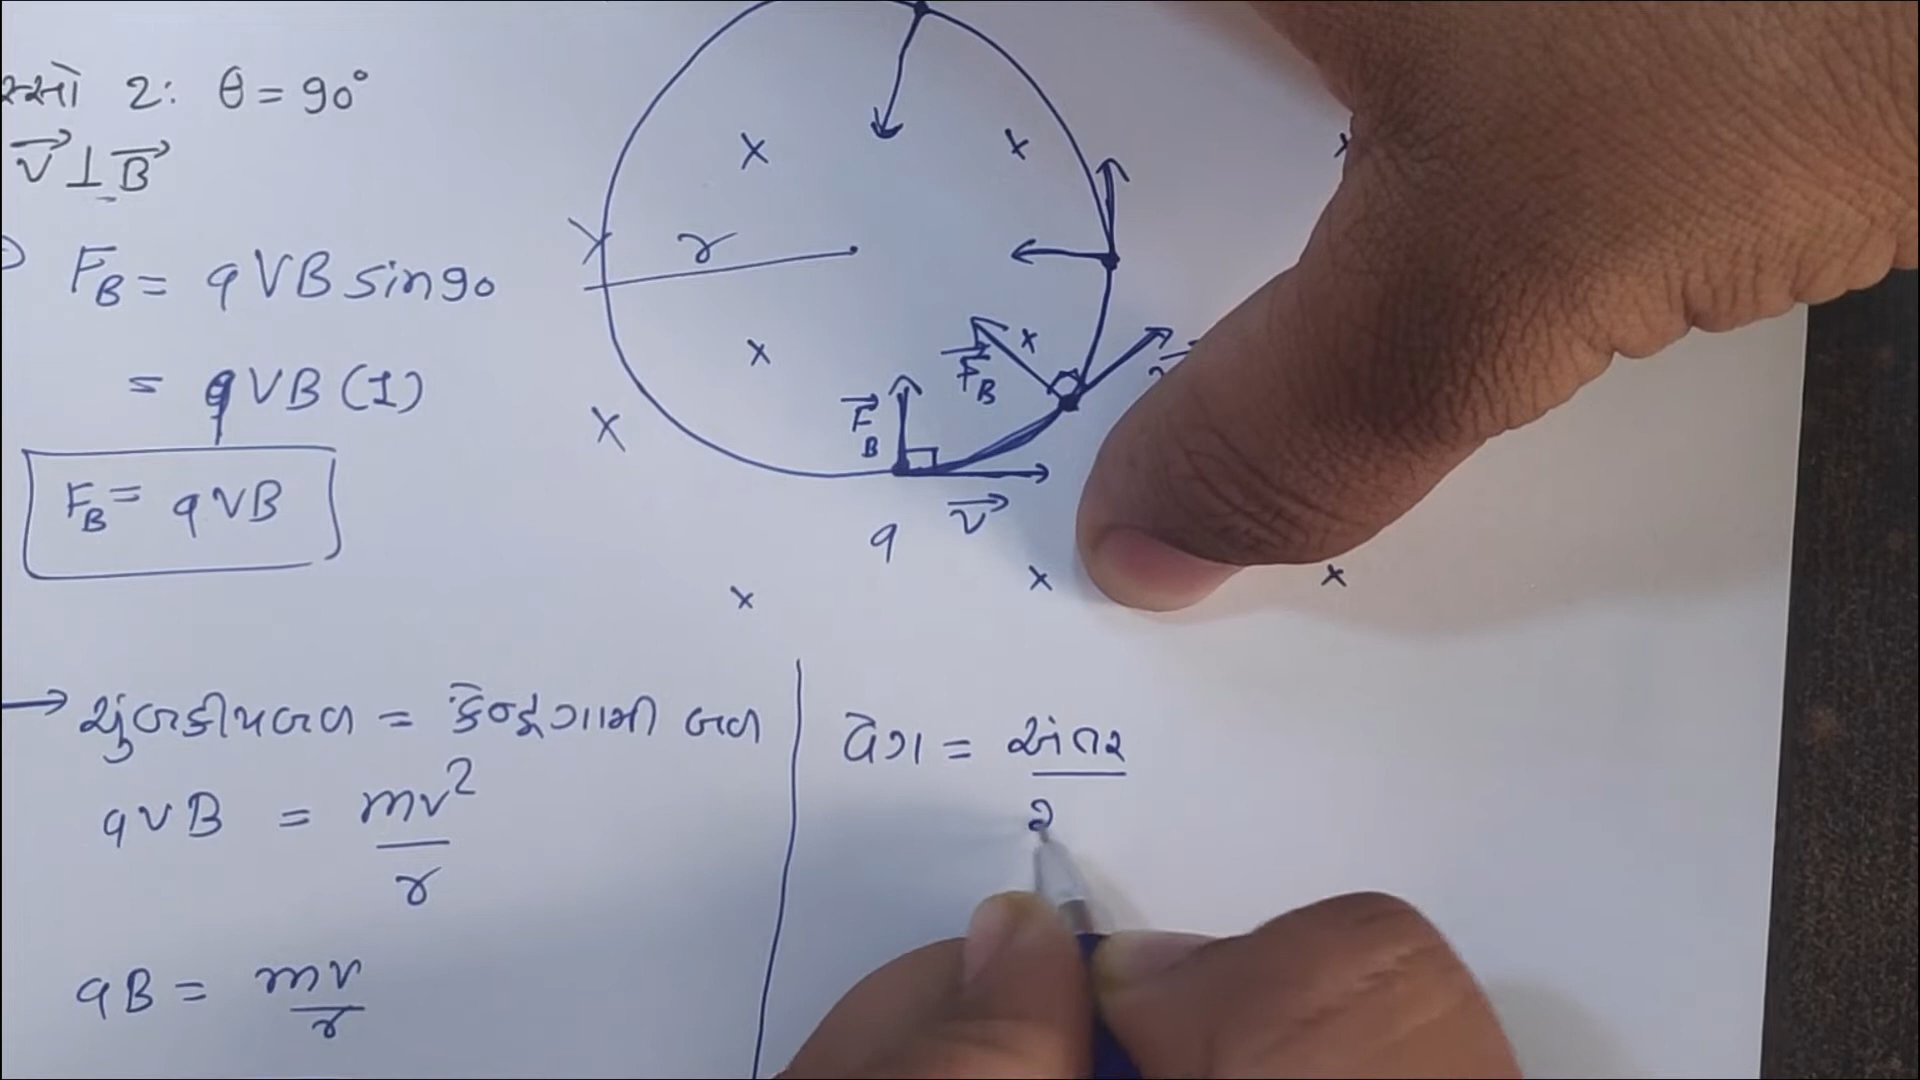 સ્સો 2: θ = 90°
v⃗ ⊥ B⃗
F_B = qVB sin90
= qVB (1)
F_B = qVB
r
F⃗_B
F⃗_B
v⃗
q
→ ચુંબકીયબળ = કેન્દ્રગામી બળ
qvB = mv²/r
qB = mv/r
વેગ = અંતર